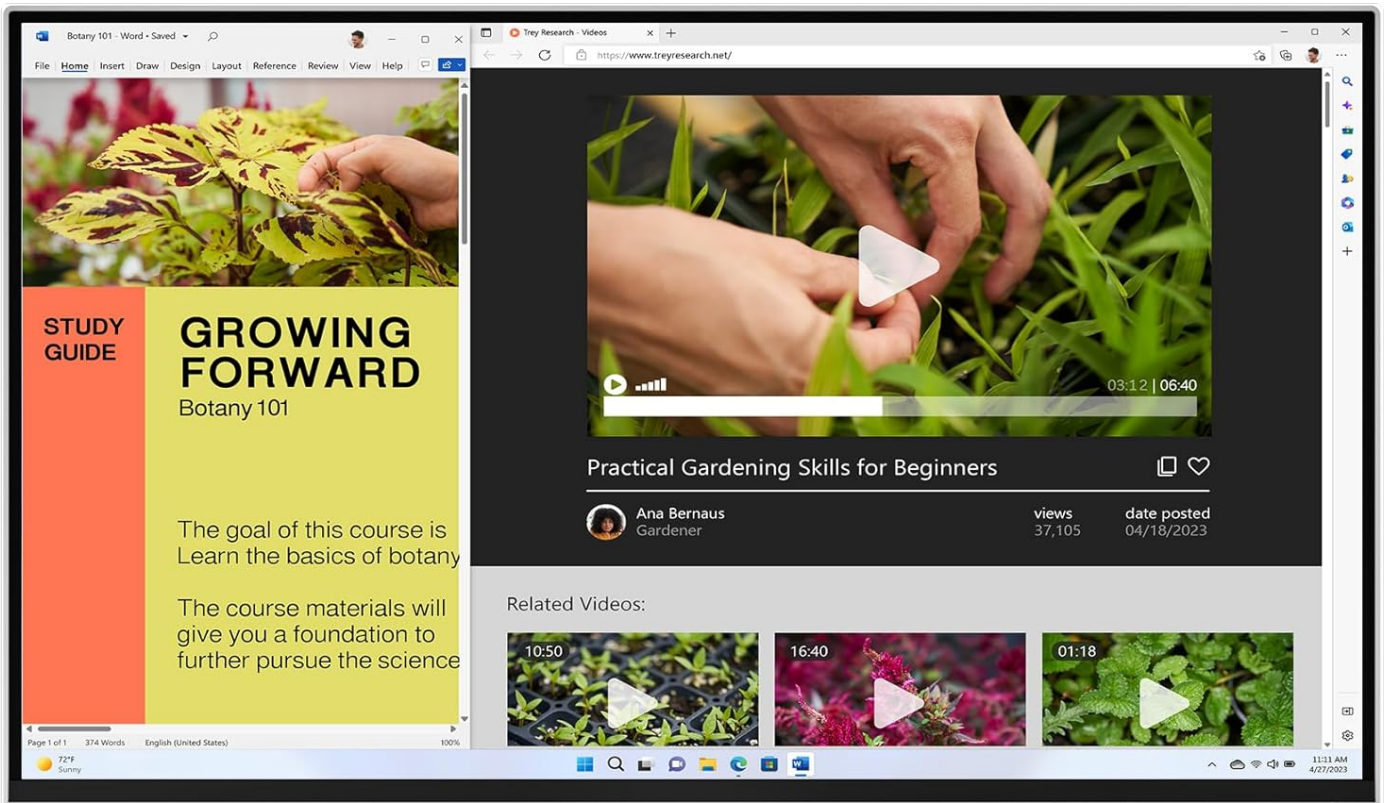 Botany 101 - Word • Saved
File Home Insert Draw Design Layout Reference Review View Help
STUDY
GUIDE
GROWING
FORWARD
Botany 101
The goal of this course is
Learn the basics of botany
The course materials will
give you a foundation to
further pursue the science
Page 1 of 1 374 Words English (United States) 100%
Trey Research - Videos
https://www.treyresearch.net/
03:12 | 06:40
Practical Gardening Skills for Beginners
Ana Bernaus
Gardener
views
37,105
date posted
04/18/2023
Related Videos:
10:50
16:40
01:18
72°F
Sunny
11:11 AM
4/27/2023